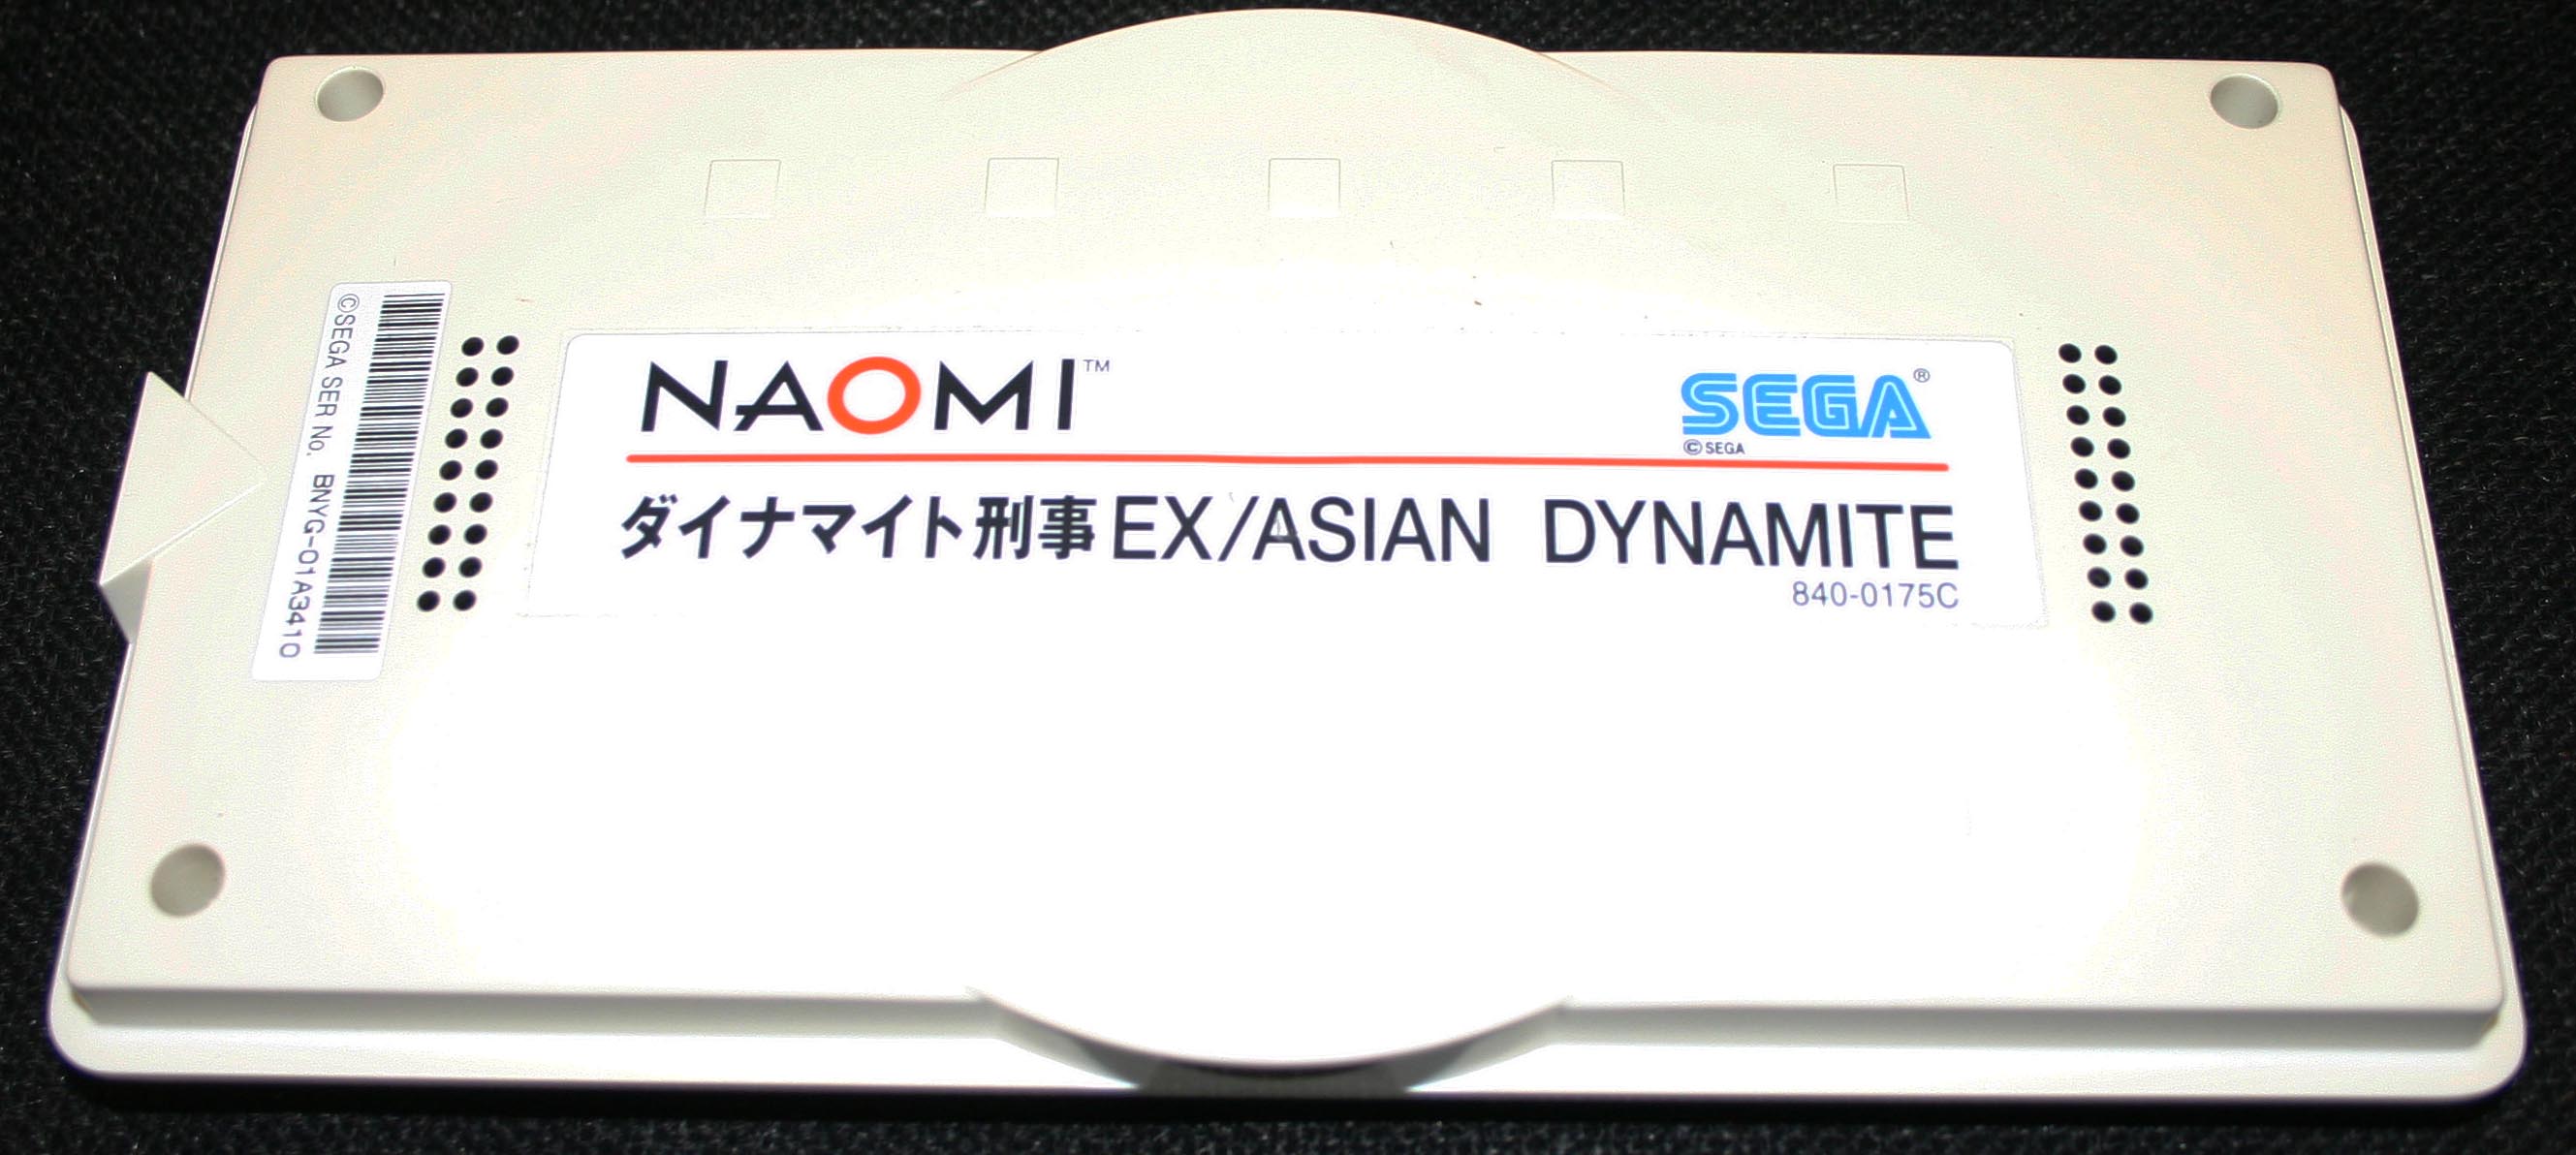 ©SEGA SER No. BNYG-01A3410
NAOMI™
SEGA®
©SEGA
ダイナマイト刑事EX/ASIAN DYNAMITE
840-0175C